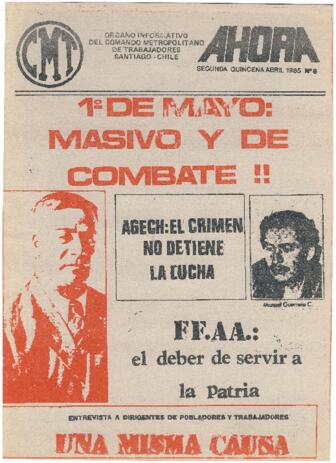 CMT
ORGANO INFORMATIVO
DEL COMANDO METROPOLITANO
DE TRABAJADORES
SANTIAGO - CHILE
AHORA
SEGUNDA QUINCENA ABRIL 1985 Nº 8
1º DE MAYO:
MASIVO Y DE
COMBATE !!
AGECH: EL CRIMEN
NO DETIENE
LA LUCHA
Manuel Guerrero C.
FF.AA.:
el deber de servir a
la Patria
ENTREVISTA A DIRIGENTES DE POBLADORES Y TRABAJADORES
UNA MISMA CAUSA